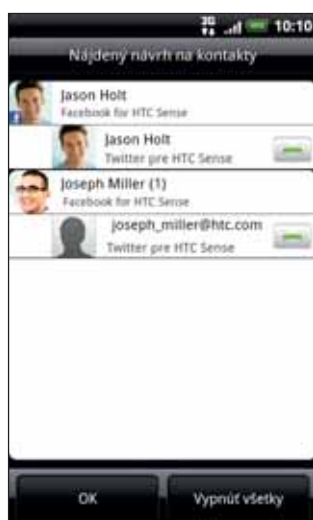 3G 10:10
Nájdený návrh na kontakty
Jason Holt
Facebook for HTC Sense
Jason Holt
Twitter pre HTC Sense
Joseph Miller (1)
Facebook for HTC Sense
joseph_miller@htc.com
Twitter pre HTC Sense
OK Vypnúť všetky